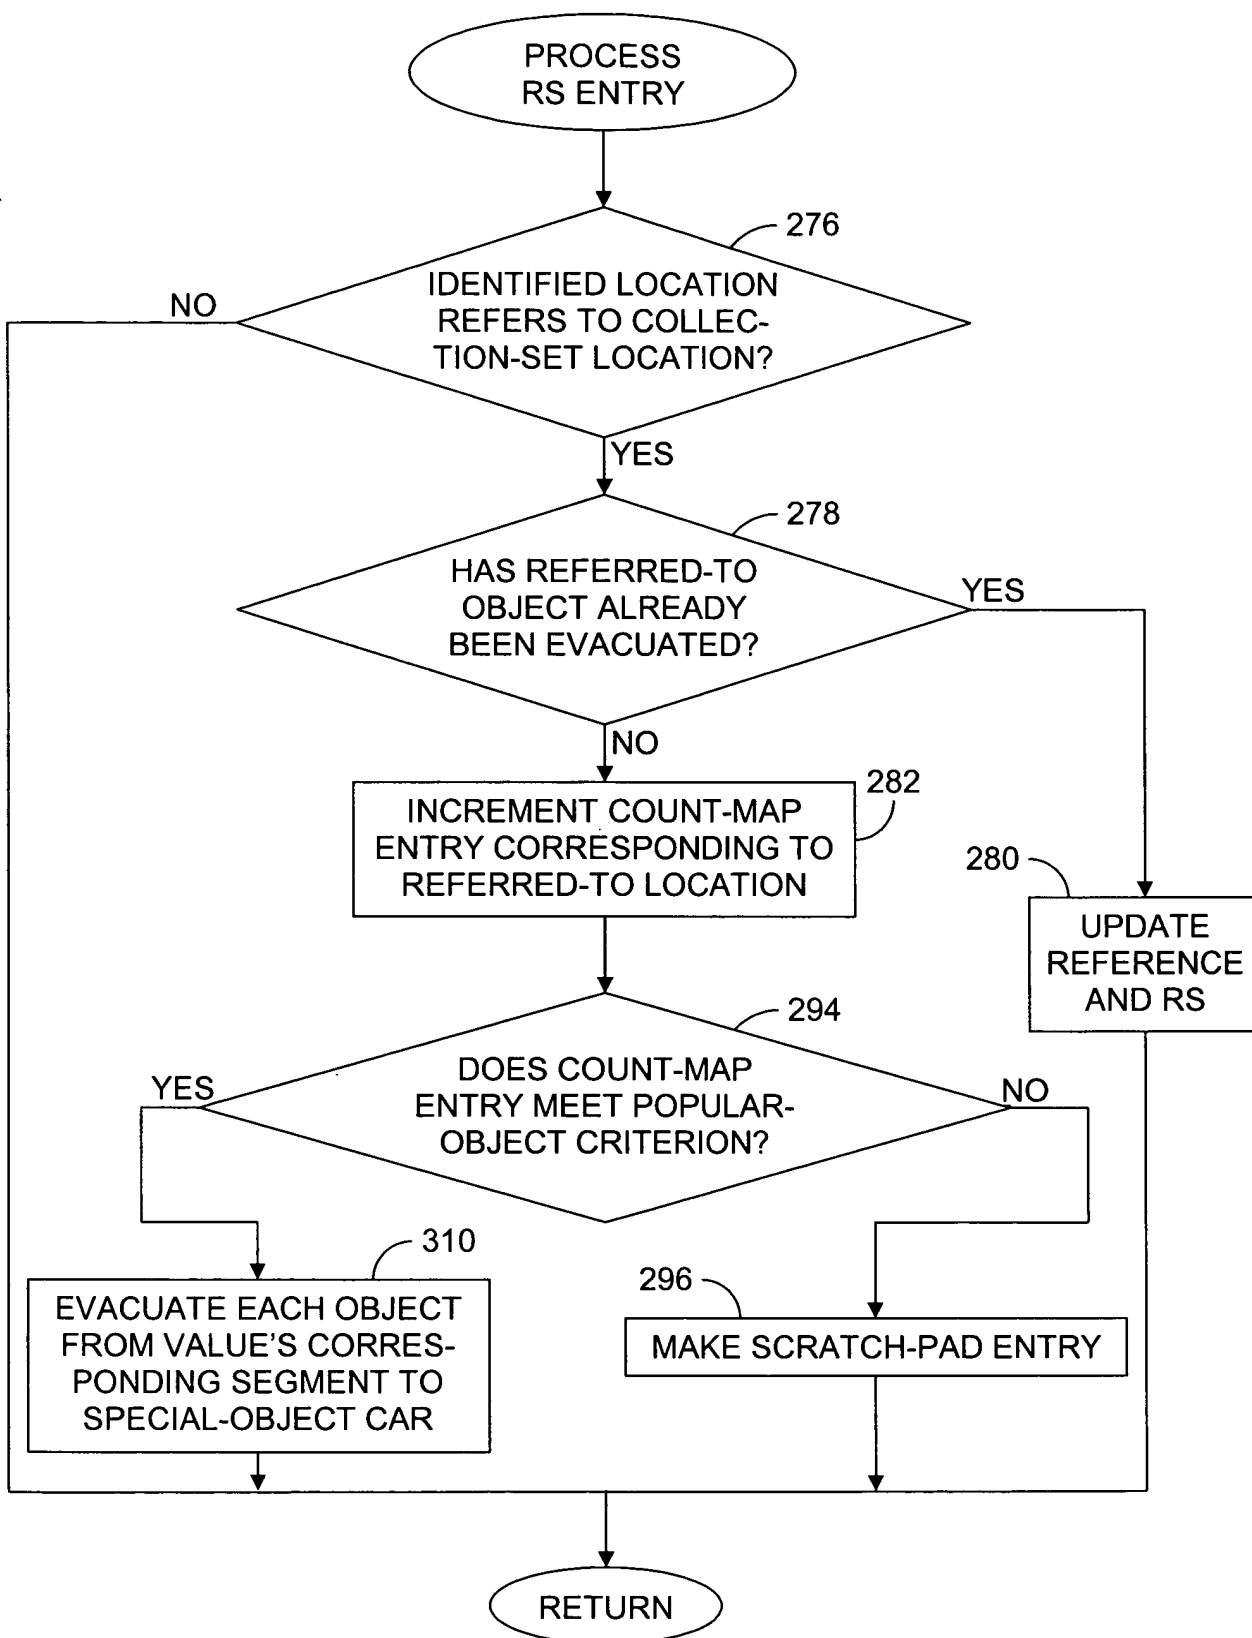 PROCESS
RS ENTRY
276
IDENTIFIED LOCATION
REFERS TO COLLEC-
TION-SET LOCATION?
NO
YES
278
HAS REFERRED-TO
OBJECT ALREADY
BEEN EVACUATED?
YES
NO
282
INCREMENT COUNT-MAP
ENTRY CORRESPONDING TO
REFERRED-TO LOCATION
280
UPDATE
REFERENCE
AND RS
294
DOES COUNT-MAP
ENTRY MEET POPULAR-
OBJECT CRITERION?
YES
NO
310
EVACUATE EACH OBJECT
FROM VALUE'S CORRES-
PONDING SEGMENT TO
SPECIAL-OBJECT CAR
296
MAKE SCRATCH-PAD ENTRY
RETURN